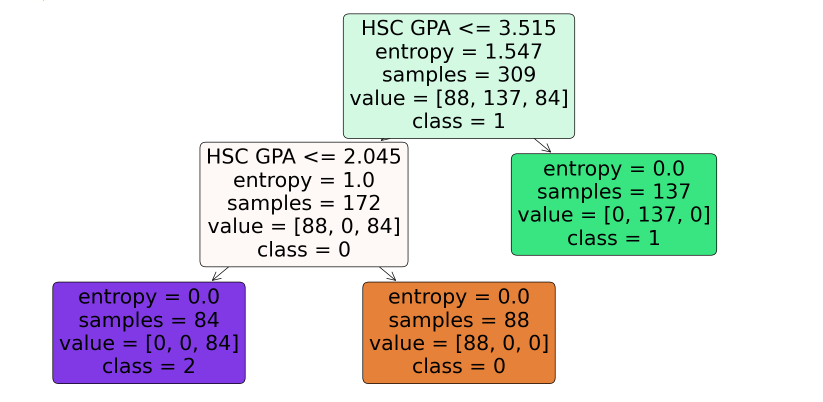 HSC GPA <= 3.515
entropy = 1.547
samples = 309
value = [88, 137, 84]
class = 1
HSC GPA <= 2.045
entropy = 1.0
samples = 172
value = [88, 0, 84]
class = 0
entropy = 0.0
samples = 137
value = [0, 137, 0]
class = 1
entropy = 0.0
samples = 84
value = [0, 0, 84]
class = 2
entropy = 0.0
samples = 88
value = [88, 0, 0]
class = 0